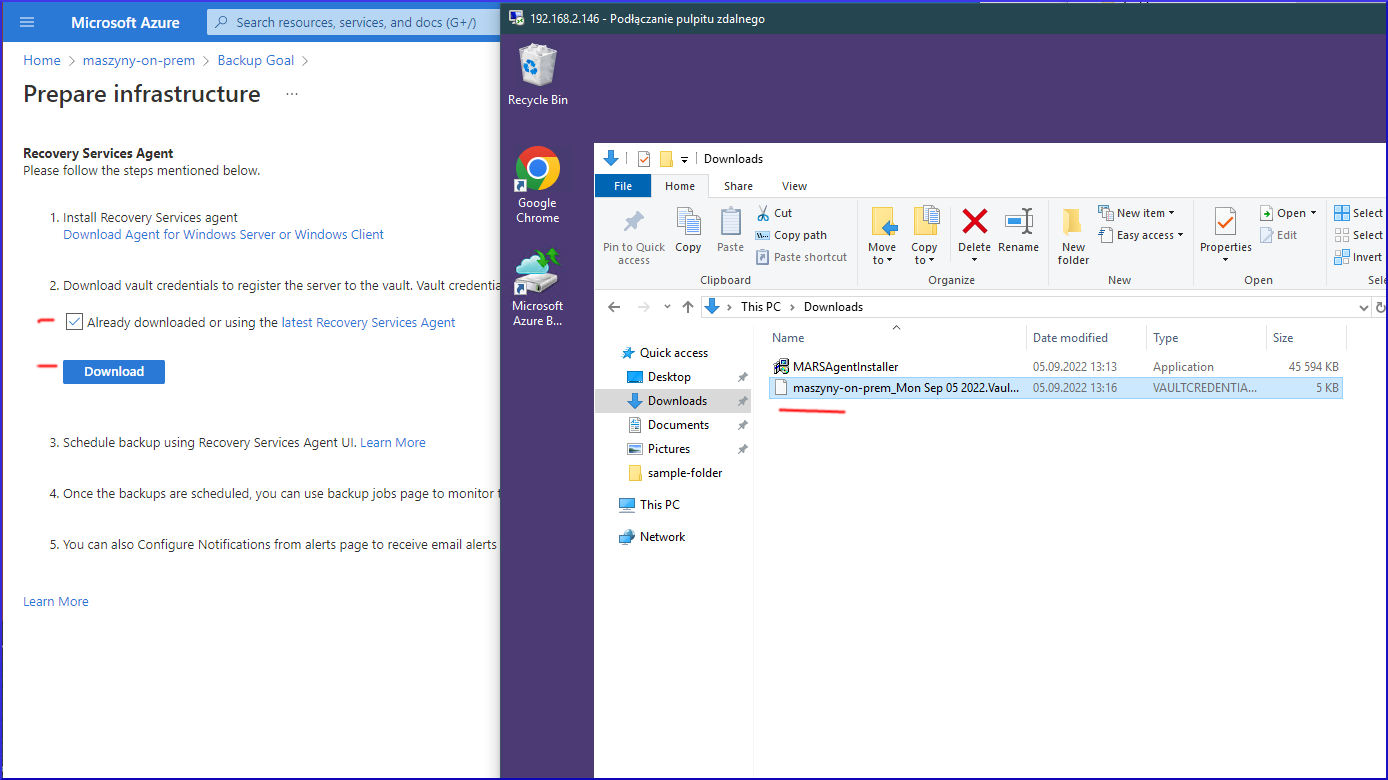 Microsoft Azure
Search resources, services, and docs (G+/)
Home > maszyny-on-prem > Backup Goal >
Prepare infrastructure ...
Recovery Services Agent
Please follow the steps mentioned below.
1. Install Recovery Services agent
Download Agent for Windows Server or Windows Client
2. Download vault credentials to register the server to the vault. Vault credentia
Already downloaded or using the latest Recovery Services Agent
Download
3. Schedule backup using Recovery Services Agent UI. Learn More
4. Once the backups are scheduled, you can use backup jobs page to monitor t
5. You can also Configure Notifications from alerts page to receive email alerts
Learn More
192.168.2.146 - Podłączanie pulpitu zdalnego
Recycle Bin
Google
Chrome
Microsoft
Azure B...
Downloads
File Home Share View
Pin to Quick
access
Copy
Paste
Cut
Copy path
Paste shortcut
Clipboard
Move
to
Copy
to
Delete
Rename
Organize
New
folder
New item
Easy access
New
Properties
Open
Edit
Open
Select
Select
Invert
Sele
This PC > Downloads
Quick access
Desktop
Downloads
Documents
Pictures
sample-folder
This PC
Network
Name Date modified Type Size
MARSAgentInstaller 05.09.2022 13:13 Application 45 594 KB
maszyny-on-prem_Mon Sep 05 2022.Vaul... 05.09.2022 13:16 VAULTCREDENTIA... 5 KB